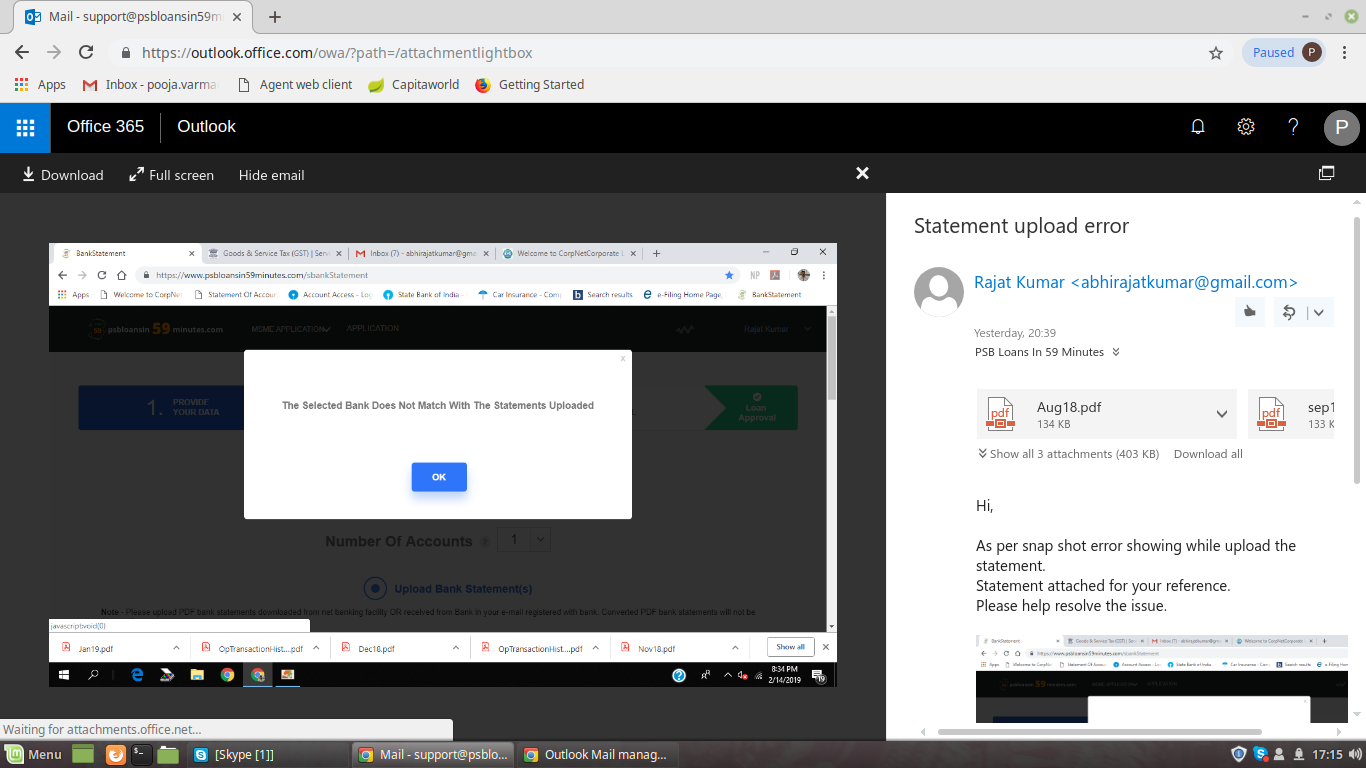 Mail - support@psbloansin59m
https://outlook.office.com/owa/?path=/attachmentlightbox
Paused P
Apps Inbox - pooja.varma Agent web client Capitaworld Getting Started
Office 365 Outlook P
Download Full screen Hide email
BankStatement Goods & Service Tax (GST) | Serv Inbox (7) - abhirajatkumar@gma Welcome to CorpNetCorporate
https://www.psbloansin59minutes.com/sbankStatement
Apps Welcome to CorpNet Statement Of Accoun Account Access - Log State Bank of India - Car Insurance - Comp Search results e-Filing Home Page, BankStatement
psbloansin 59 minutes.com MSME APPLICATION APPLICATION Rajat Kumar
x
The Selected Bank Does Not Match With The Statements Uploaded
1. PROVIDE
YOUR DATA
Loan
Approval
OK
Number Of Accounts 1
Upload Bank Statement(s)
Note - Please upload PDF bank statements downloaded from net banking facility OR received from Bank in your e-mail registered with bank. Converted PDF bank statements will not be
javascript:void(0)
Jan19.pdf OpTransactionHist....pdf Dec18.pdf OpTransactionHist....pdf Nov18.pdf Show all
8:34 PM
2/14/2019
19
Statement upload error
Rajat Kumar <abhirajatkumar@gmail.com>
Yesterday, 20:39
PSB Loans In 59 Minutes
pdf Aug18.pdf
134 KB
pdf sep1
133 K
Show all 3 attachments (403 KB) Download all
Hi,
As per snap shot error showing while upload the
statement.
Statement attached for your reference.
Please help resolve the issue.
Waiting for attachments.office.net...
Menu [Skype [1]] Mail - support@psblo... Outlook Mail manag... 17:15